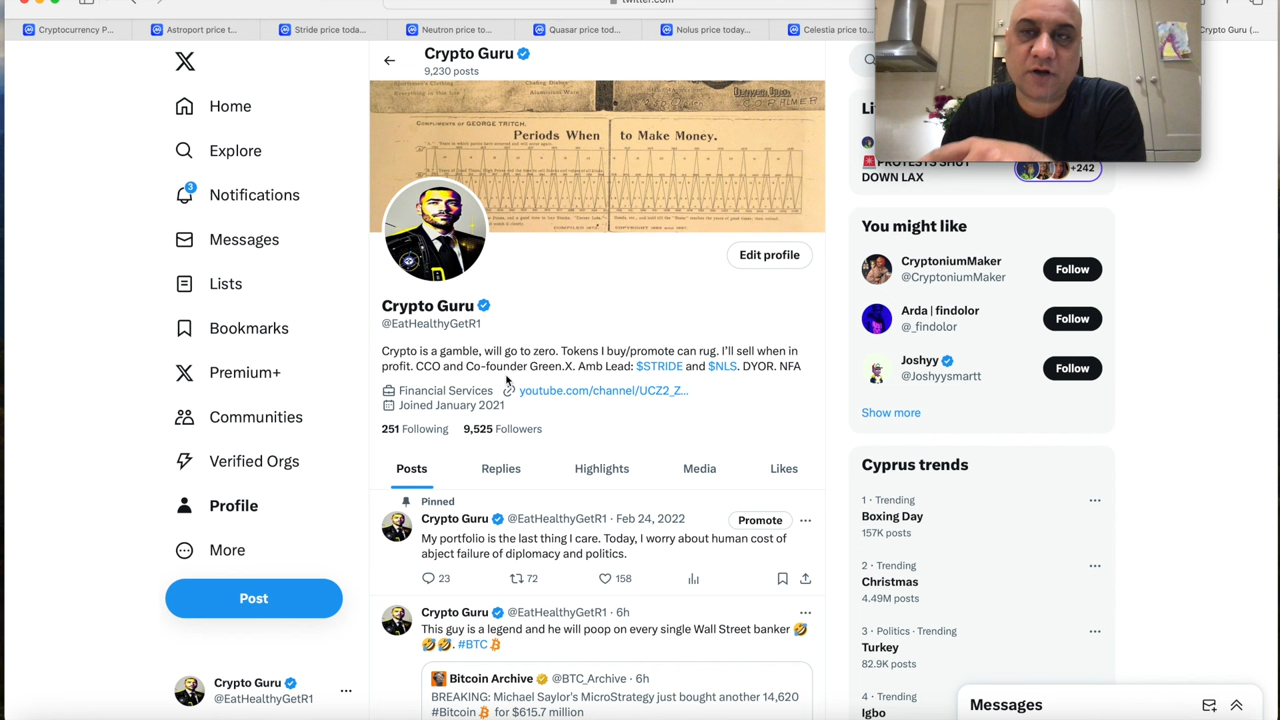 twitter.com
Cryptocurrency P...
Astroport price t...
Stride price toda...
Neutron price to...
Quasar price tod...
Nolus price today...
Celestia price to...
Crypto Guru (...
Crypto Guru
9,230 posts
COMPLIMENTS OF GEORGE TRITCH.
Periods When to Make Money.
Home
Explore
Notifications
3
Messages
Lists
Bookmarks
Premium+
Communities
Verified Orgs
Profile
More
Post
Crypto Guru
@EatHealthyGetR1
Edit profile
Crypto Guru
@EatHealthyGetR1
Crypto is a gamble, will go to zero. Tokens I buy/promote can rug. I'll sell when in
profit. CCO and Co-founder Green.X. Amb Lead: $STRIDE and $NLS. DYOR. NFA
Financial Services
youtube.com/channel/UCZ2_Z...
Joined January 2021
251 Following 9,525 Followers
Posts
Replies
Highlights
Media
Likes
Pinned
Crypto Guru @EatHealthyGetR1 · Feb 24, 2022
Promote
My portfolio is the last thing I care. Today, I worry about human cost of
abject failure of diplomacy and politics.
23
72
158
Crypto Guru @EatHealthyGetR1 · 6h
This guy is a legend and he will poop on every single Wall Street banker 🤣
🤣🤣. #BTC
Bitcoin Archive @BTC_Archive · 6h
BREAKING: Michael Saylor's MicroStrategy just bought another 14,620
#Bitcoin for $615.7 million
PROTESTS SHUT
DOWN LAX
+242
You might like
CryptoniumMaker
@CryptoniumMaker
Follow
Arda | findolor
@_findolor
Follow
Joshyy
@Joshyysmartt
Follow
Show more
Cyprus trends
1 · Trending
Boxing Day
157K posts
2 · Trending
Christmas
4.49M posts
3 · Politics · Trending
Turkey
82.9K posts
4 · Trending
Igbo
Messages